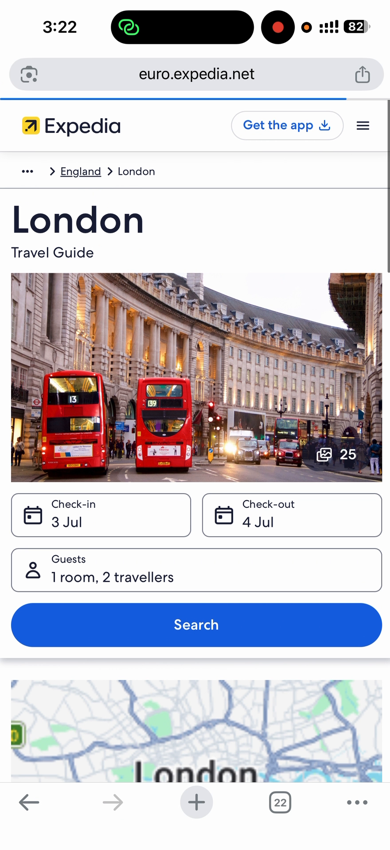 3:22
82
euro.expedia.net
Expedia
Get the app
... England London
London
Travel Guide
13
25
Check-in
3 Jul
Check-out
4 Jul
Guests
1 room, 2 travellers
Search
London
22